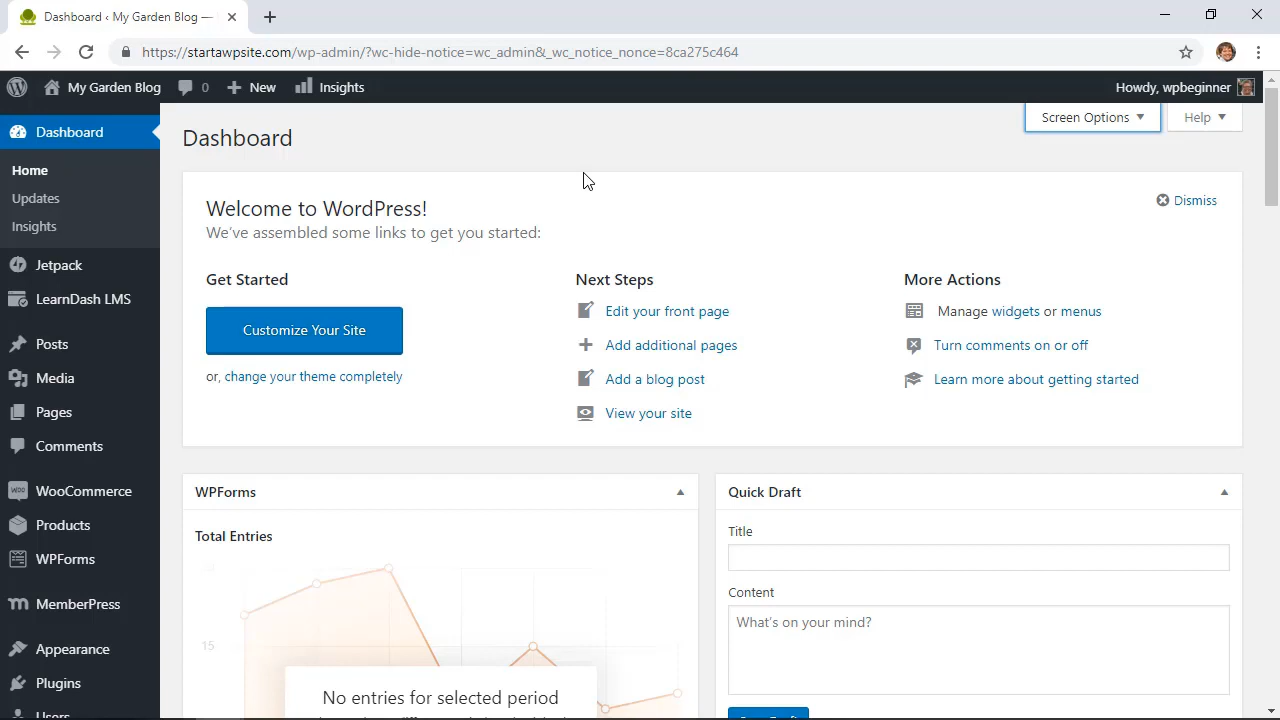 Dashboard ‹ My Garden Blog —
https://startawpsite.com/wp-admin/?wc-hide-notice=wc_admin&_wc_notice_nonce=8ca275c464
My Garden Blog 0 New Insights Howdy, wpbeginner
Dashboard
Home
Updates
Insights
Jetpack
LearnDash LMS
Posts
Media
Pages
Comments
WooCommerce
Products
WPForms
MemberPress
Appearance
Plugins
Users
Screen Options Help
Dashboard
Welcome to WordPress!
Dismiss
We've assembled some links to get you started:
Get Started
Customize Your Site
or, change your theme completely
Next Steps
Edit your front page
Add additional pages
Add a blog post
View your site
More Actions
Manage widgets or menus
Turn comments on or off
Learn more about getting started
WPForms
Total Entries
15
No entries for selected period
Quick Draft
Title
Content
What's on your mind?